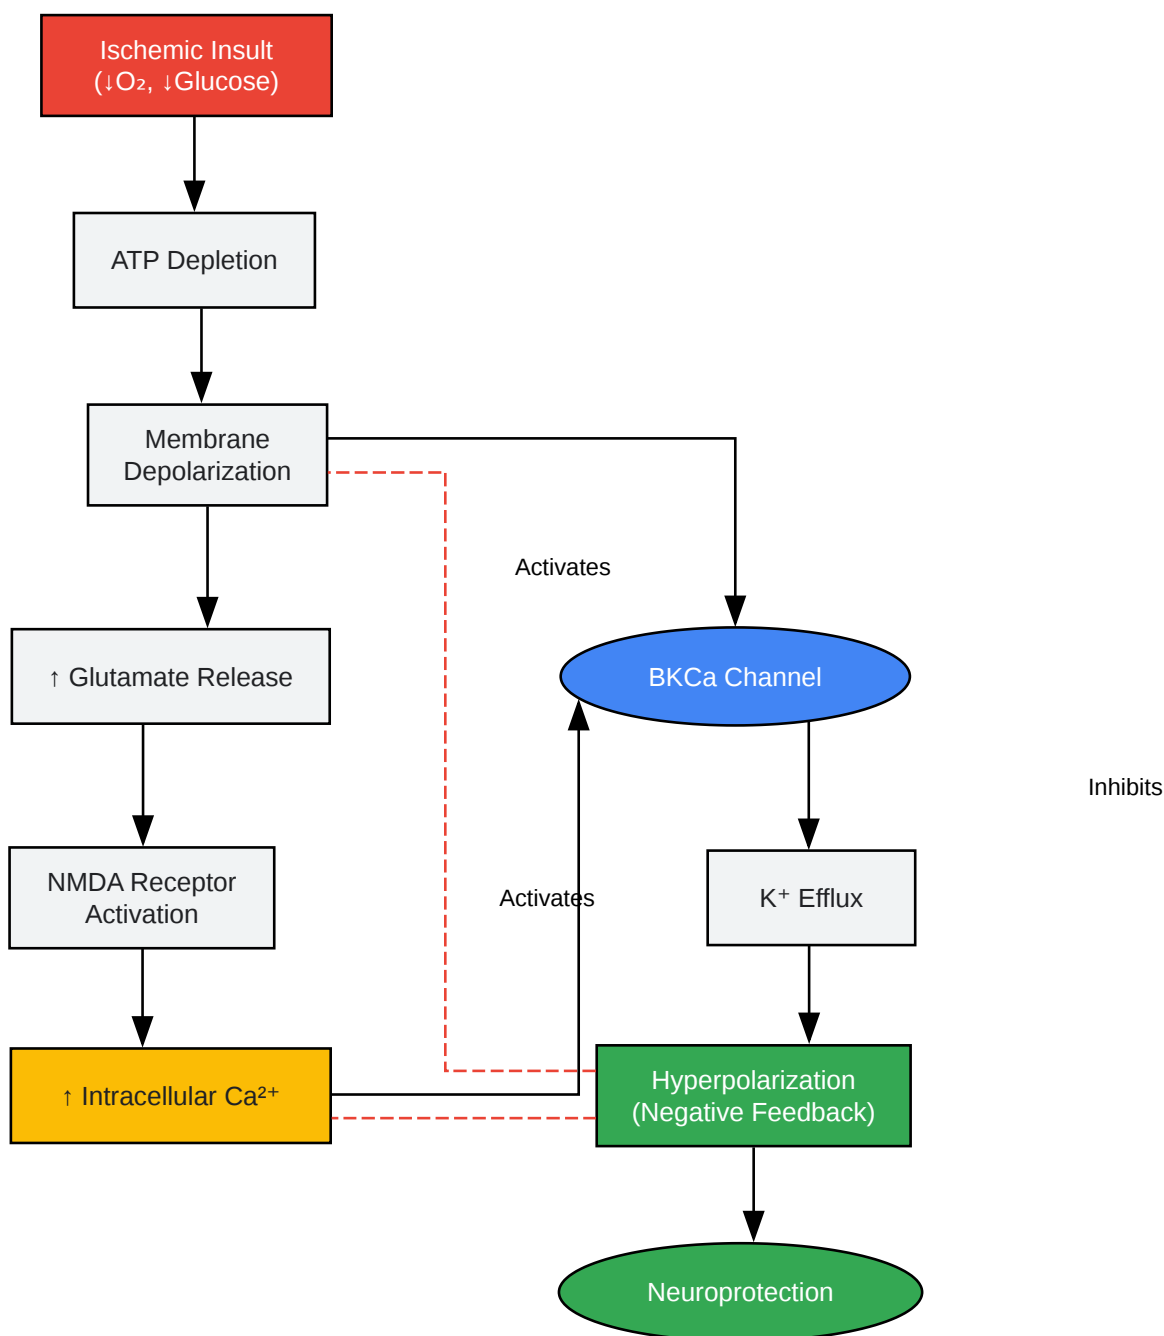 Ischemic Insult
(↓O₂, ↓Glucose)
ATP Depletion
Membrane
Depolarization
Activates
↑ Glutamate Release
BKCa Channel
Inhibits
NMDA Receptor
Activation
Activates
K⁺ Efflux
↑ Intracellular Ca²⁺
Hyperpolarization
(Negative Feedback)
Neuroprotection